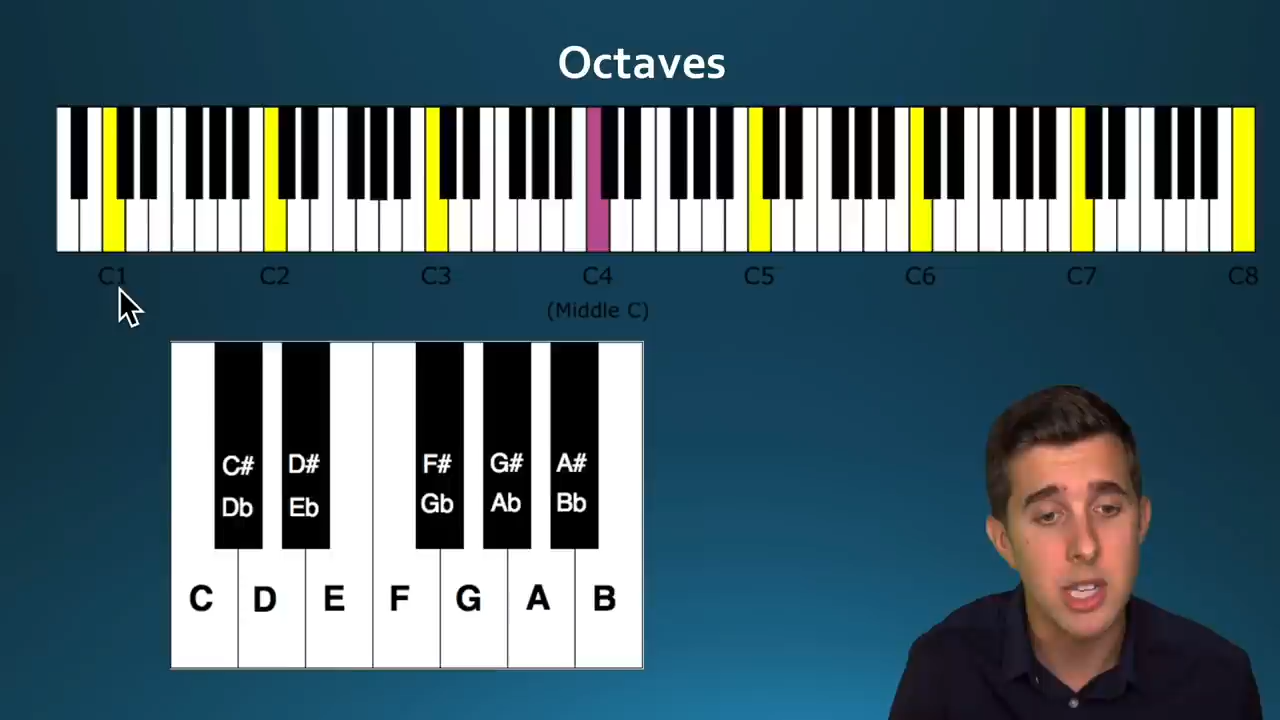 Octaves
C1 C2 C3 C4 C5 C6 C7 C8
(Middle C)
C# D# F# G# A#
Db Eb Gb Ab Bb
C D E F G A B